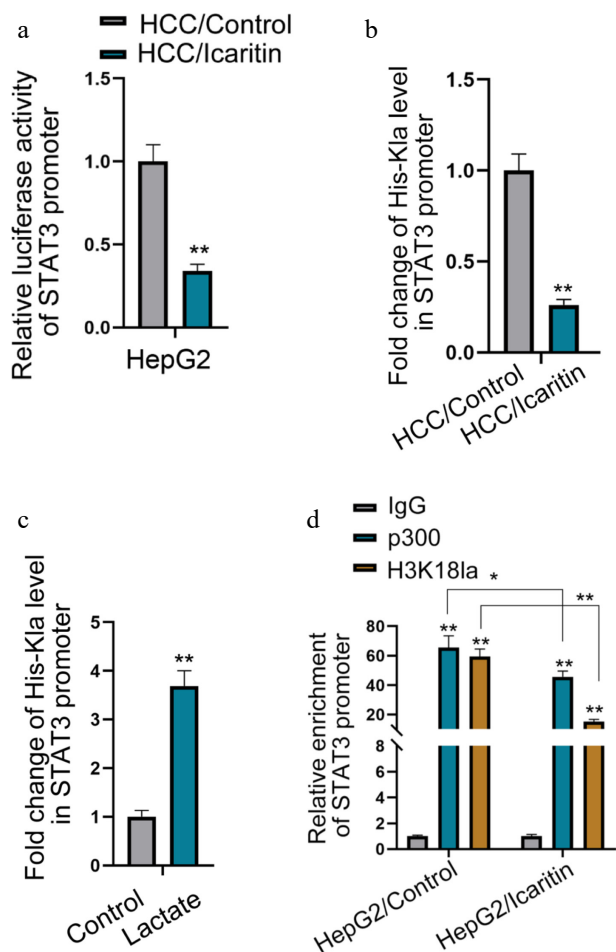 a
HCC/Control
HCC/Icaritin
Relative luciferase activity
of STAT3 promoter
1.5
1.0
0.5
0.0
**
HepG2
b
Fold change of His-Kla level
in STAT3 promoter
1.5
1.0
0.5
0.0
**
HCC/Control
HCC/Icaritin
c
Fold change of His-Kla level
in STAT3 promoter
6
4
2
0
**
Control
Lactate
d
IgG
p300
H3K18la
Relative enrichment
of STAT3 promoter
80
60
40
20
8
6
4
2
0
*
**
**
**
**
**
HepG2/Control
HepG2/Icaritin